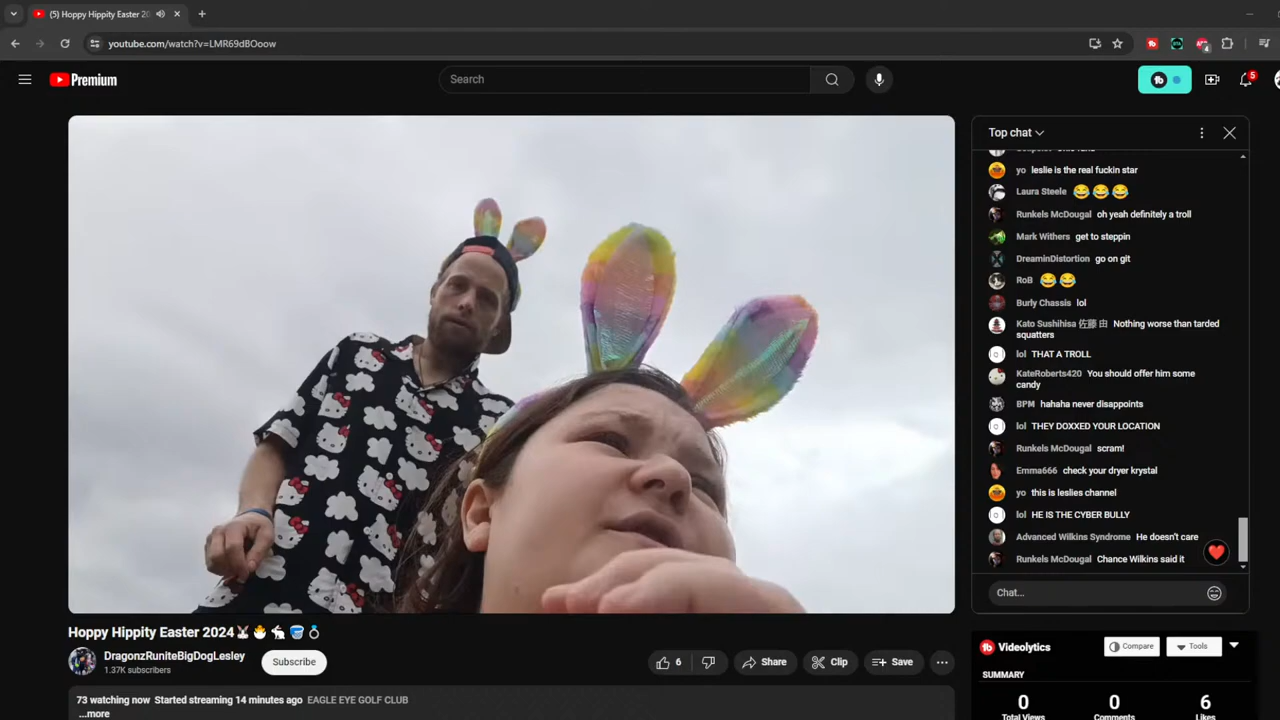 (5) Hoppy Hippity Easter 20
youtube.com/watch?v=LMR69dBOoow
4
Premium
Search
5
Top chat
yo leslie is the real fuckin star
Laura Steele 😂😂😂
Runkels McDougal oh yeah definitely a troll
Mark Withers get to steppin
DreaminDistortion go on git
RoB 😂😂
Burly Chassis lol
Kato Sushihisa 佐藤 由 Nothing worse than tarded
squatters
lol THAT A TROLL
KateRoberts420 You should offer him some
candy
BPM hahaha never disappoints
lol THEY DOXXED YOUR LOCATION
Runkels McDougal scram!
Emma666 check your dryer krystal
yo this is leslies channel
lol HE IS THE CYBER BULLY
Advanced Wilkins Syndrome He doesn't care
Runkels McDougal Chance Wilkins said it
Chat...
Hoppy Hippity Easter 2024🐰🐣🐇🪣💍
DragonzRuniteBigDogLesley
1.37K subscribers
Subscribe
6
Share
Clip
Save
73 watching now Started streaming 14 minutes ago EAGLE EYE GOLF CLUB
...more
Videolytics
Compare
Tools
SUMMARY
0 0 6
Total Views Comments Likes